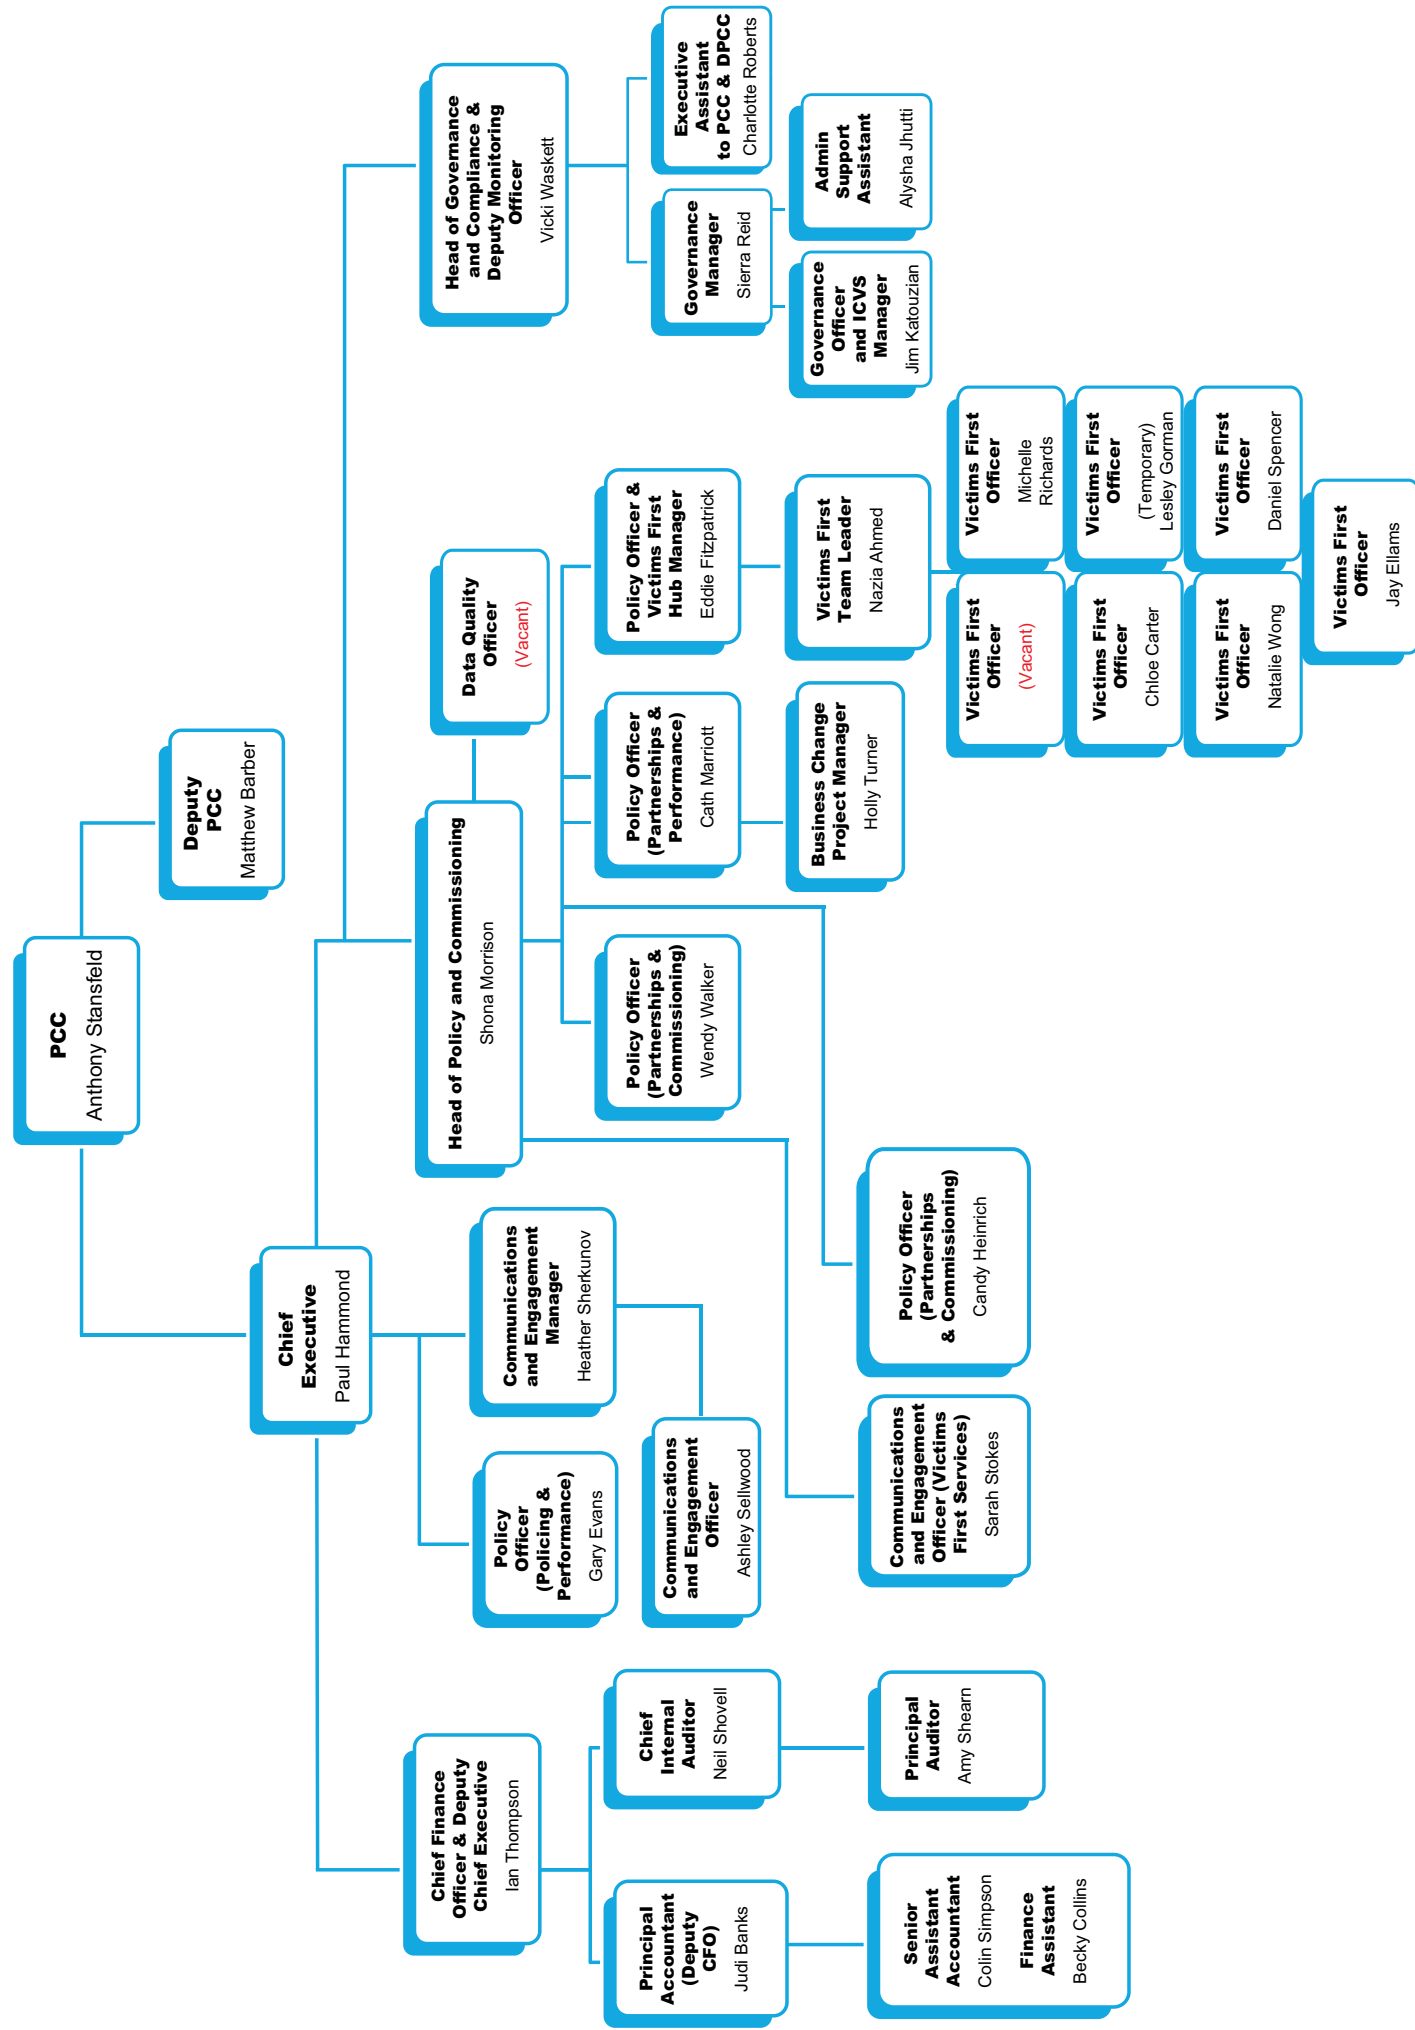 PCC
Anthony Stansfeld
Deputy
PCC
Matthew Barber
Chief
Executive
Paul Hammond
Chief Finance
Officer & Deputy
Chief Executive
Ian Thompson
Policy
Officer
(Policing &
Performance)
Gary Evans
Communications
and Engagement
Manager
Heather Sherkunov
Head of Policy and Commissioning
Shona Morrison
Data Quality
Officer
(Vacant)
Head of Governance
and Compliance &
Deputy Monitoring
Officer
Vicki Waskett
Principal
Accountant
(Deputy
CFO)
Judi Banks
Chief
Internal
Auditor
Neil Shovell
Communications
and Engagement
Officer
Ashley Sellwood
Policy Officer
(Partnerships &
Commissioning)
Wendy Walker
Policy Officer
(Partnerships &
Performance)
Cath Marriott
Policy Officer &
Victims First
Hub Manager
Eddie Fitzpatrick
Governance
Manager
Sierra Reid
Executive
Assistant
to PCC & DPCC
Charlotte Roberts
Business Change
Project Manager
Holly Turner
Victims First
Team Leader
Nazia Ahmed
Governance
Officer
and ICVS
Manager
Jim Katouzian
Admin
Support
Assistant
Alysha Jhutti
Senior
Assistant
Accountant
Colin Simpson
Finance
Assistant
Becky Collins
Principal
Auditor
Amy Shearn
Communications
and Engagement
Officer (Victims
First Services)
Sarah Stokes
Policy Officer
(Partnerships
& Commissioning)
Candy Heinrich
Victims First
Officer
(Vacant)
Victims First
Officer
Michelle
Richards
Victims First
Officer
Chloe Carter
Victims First
Officer
(Temporary)
Lesley Gorman
Victims First
Officer
Natalie Wong
Victims First
Officer
Daniel Spencer
Victims First
Officer
Jay Ellams